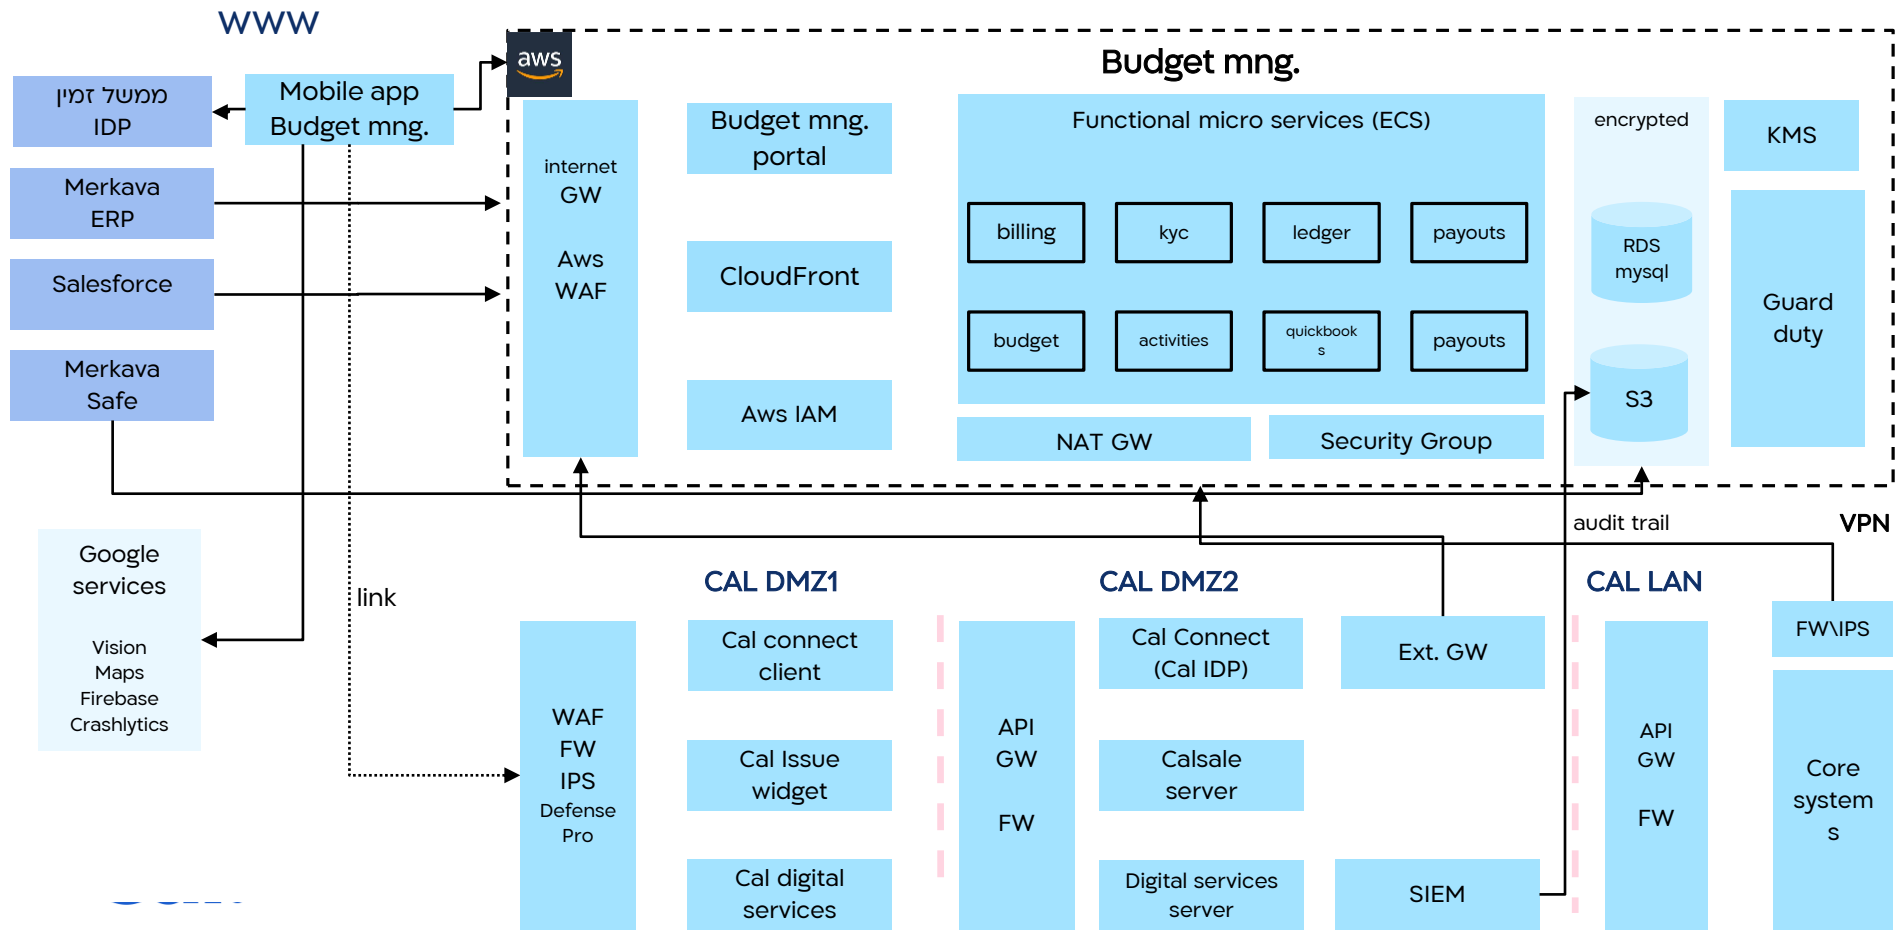 WWW
aws
Budget mng.
ממשל זמין
IDP
Mobile app
Budget mng.
Merkava
ERP
Salesforce
Merkava
Safe
internet
GW
Aws
WAF
Budget mng.
portal
CloudFront
Aws IAM
Functional micro services (ECS)
billing
kyc
ledger
payouts
budget
activities
quickbook
s
payouts
NAT GW
Security Group
encrypted
RDS
mysql
S3
KMS
Guard
duty
audit trail
VPN
Google
services
Vision
Maps
Firebase
Crashlytics
link
CAL DMZ1
CAL DMZ2
CAL LAN
WAF
FW
IPS
Defense
Pro
Cal connect
client
Cal Issue
widget
Cal digital
services
API
GW
FW
Cal Connect
(Cal IDP)
Calsale
server
Digital services
server
Ext. GW
SIEM
API
GW
FW
FW\IPS
Core
system
s